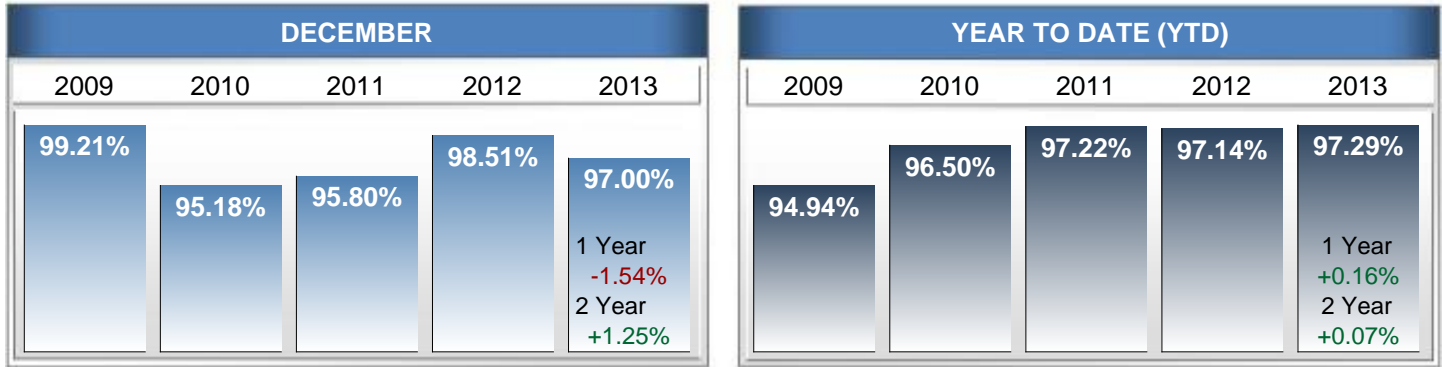 DECEMBER
2009 2010 2011 2012 2013
99.21%
95.18%
95.80%
98.51%
97.00%
1 Year
-1.54%
2 Year
+1.25%
YEAR TO DATE (YTD)
2009 2010 2011 2012 2013
94.94%
96.50%
97.22%
97.14%
97.29%
1 Year
+0.16%
2 Year
+0.07%